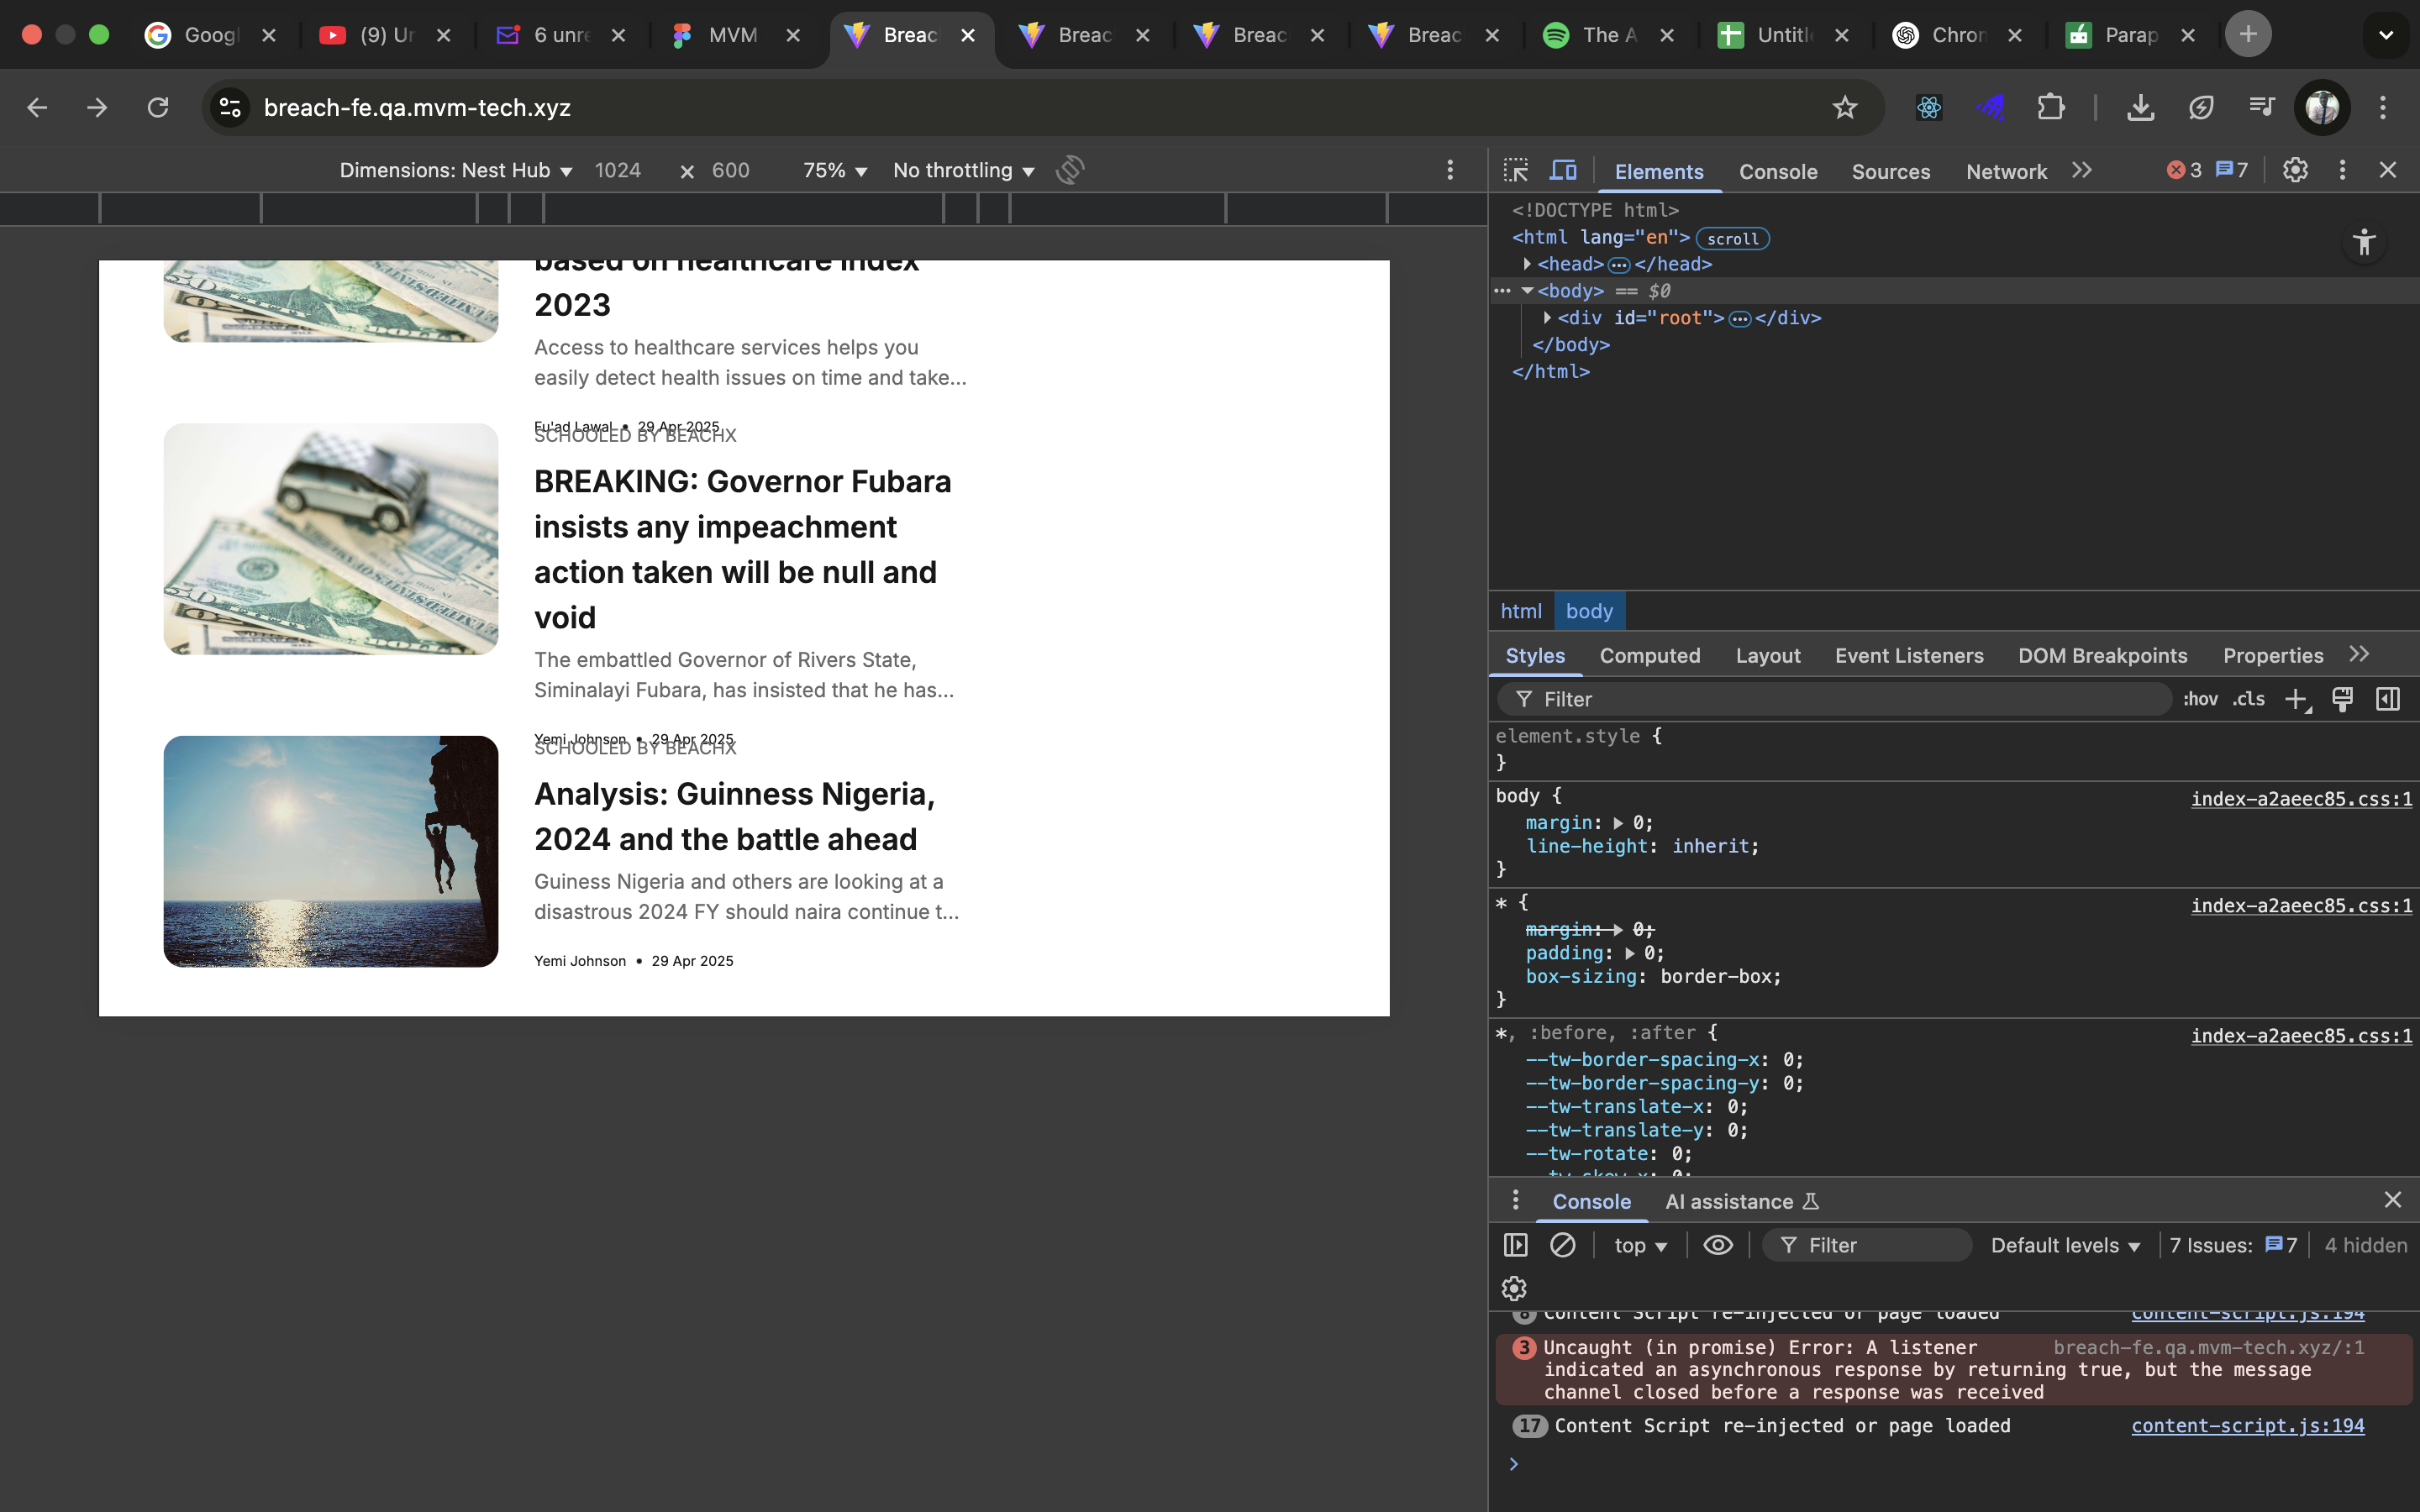 Googl
(9) Ur
6 unre
MVM
Breac
Breac
Breac
Breac
The A
Untitl
Chron
Parap
breach-fe.qa.mvm-tech.xyz
Dimensions: Nest Hub ▼ 1024 × 600 75% ▼ No throttling ▼
based on healthcare index
2023
Access to healthcare services helps you
easily detect health issues on time and take...
Fu'ad Lawal • 29 Apr 2025
SCHOOLED BY BEACHX
BREAKING: Governor Fubara
insists any impeachment
action taken will be null and
void
The embattled Governor of Rivers State,
Siminalayi Fubara, has insisted that he has...
Yemi Johnson • 29 Apr 2025
SCHOOLED BY BEACHX
Analysis: Guinness Nigeria,
2024 and the battle ahead
Guiness Nigeria and others are looking at a
disastrous 2024 FY should naira continue t...
Yemi Johnson • 29 Apr 2025
Elements Console Sources Network 3 7
<!DOCTYPE html>
<html lang="en"> scroll
<head> ... </head>
... <body> == $0
<div id="root"> ... </div>
</body>
</html>
html body
Styles Computed Layout Event Listeners DOM Breakpoints Properties
Filter :hov .cls
element.style {
}
body { index-a2aeec85.css:1
margin: 0;
line-height: inherit;
}
* { index-a2aeec85.css:1
margin: 0;
padding: 0;
box-sizing: border-box;
}
*, :before, :after { index-a2aeec85.css:1
--tw-border-spacing-x: 0;
--tw-border-spacing-y: 0;
--tw-translate-x: 0;
--tw-translate-y: 0;
--tw-rotate: 0;
--tw-skew-x: 0;
Console AI assistance
top ▼ Filter Default levels ▼ 7 Issues: 7 4 hidden
8 Content Script re-injected or page loaded content-script.js:194
3 Uncaught (in promise) Error: A listener breach-fe.qa.mvm-tech.xyz/:1
indicated an asynchronous response by returning true, but the message
channel closed before a response was received
17 Content Script re-injected or page loaded content-script.js:194